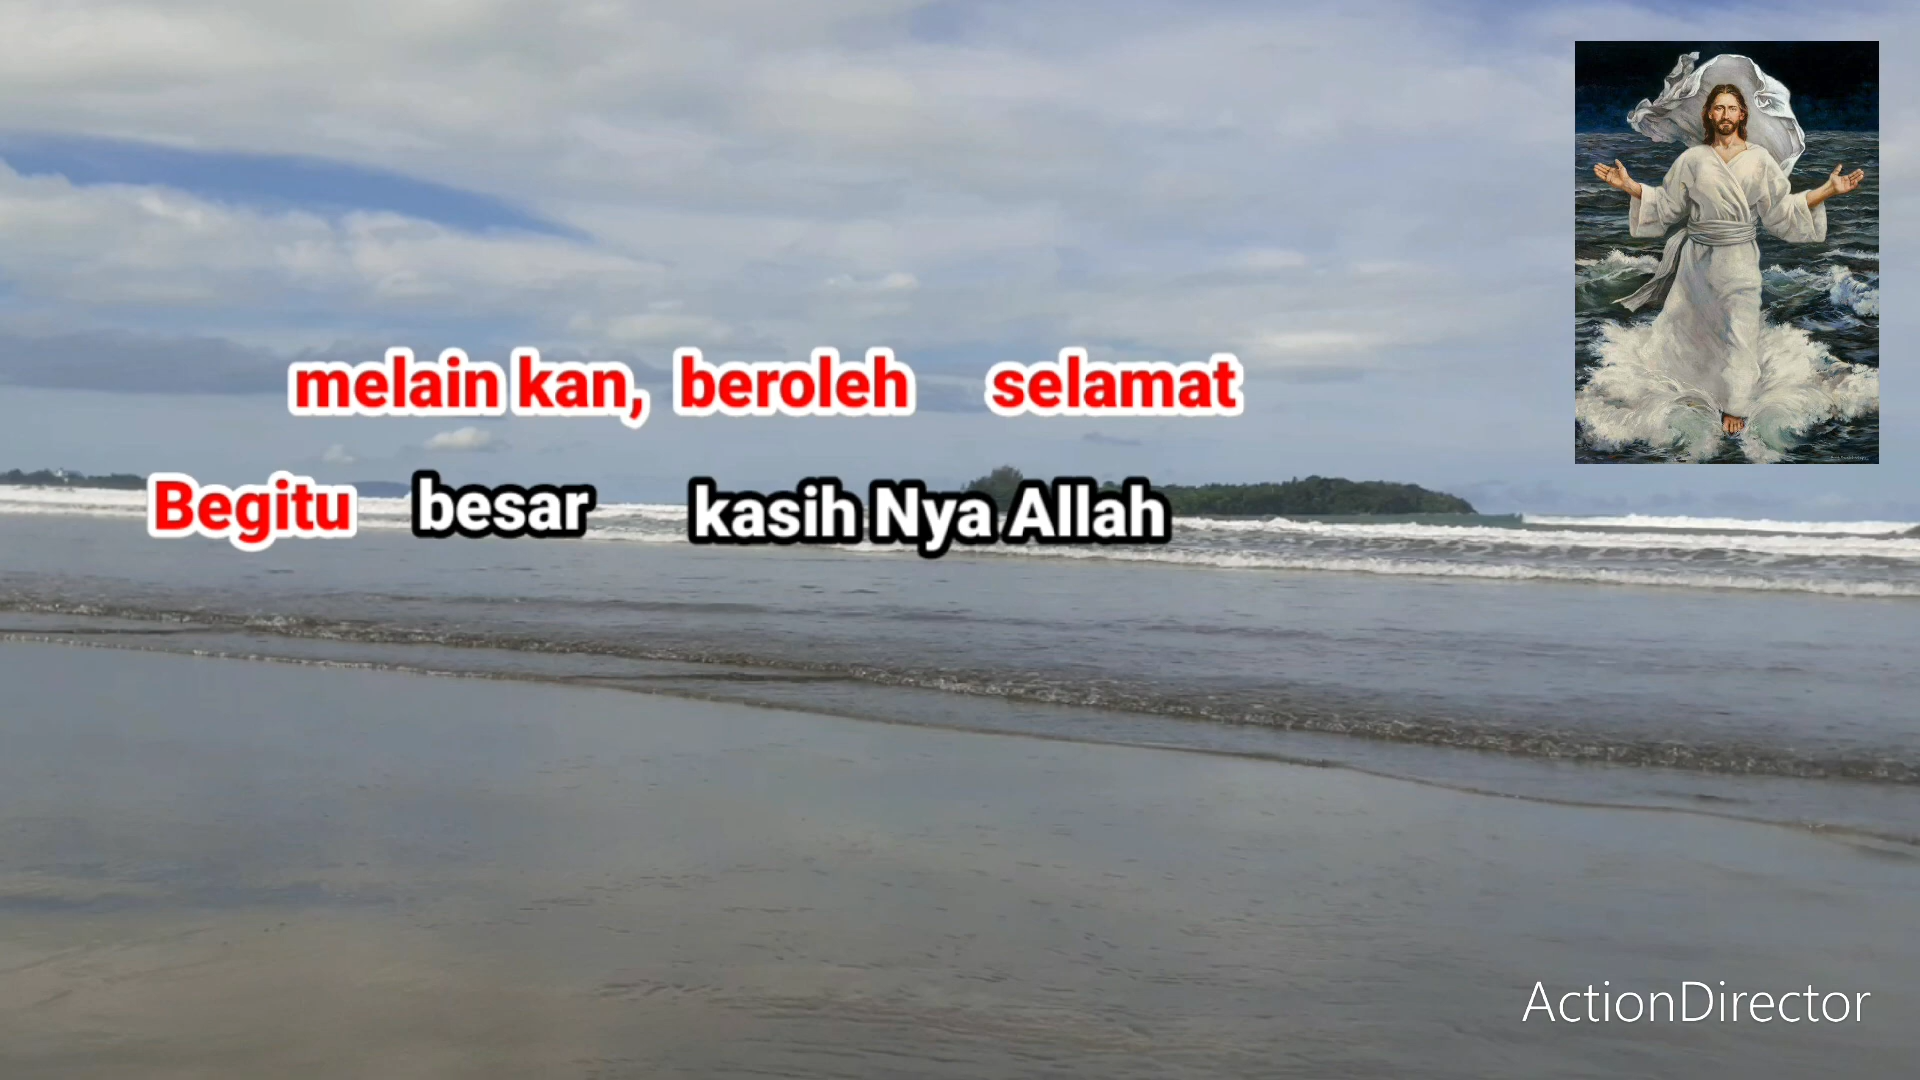 melain kan, beroleh selamat
Begitu besar kasih Nya Allah
ActionDirector